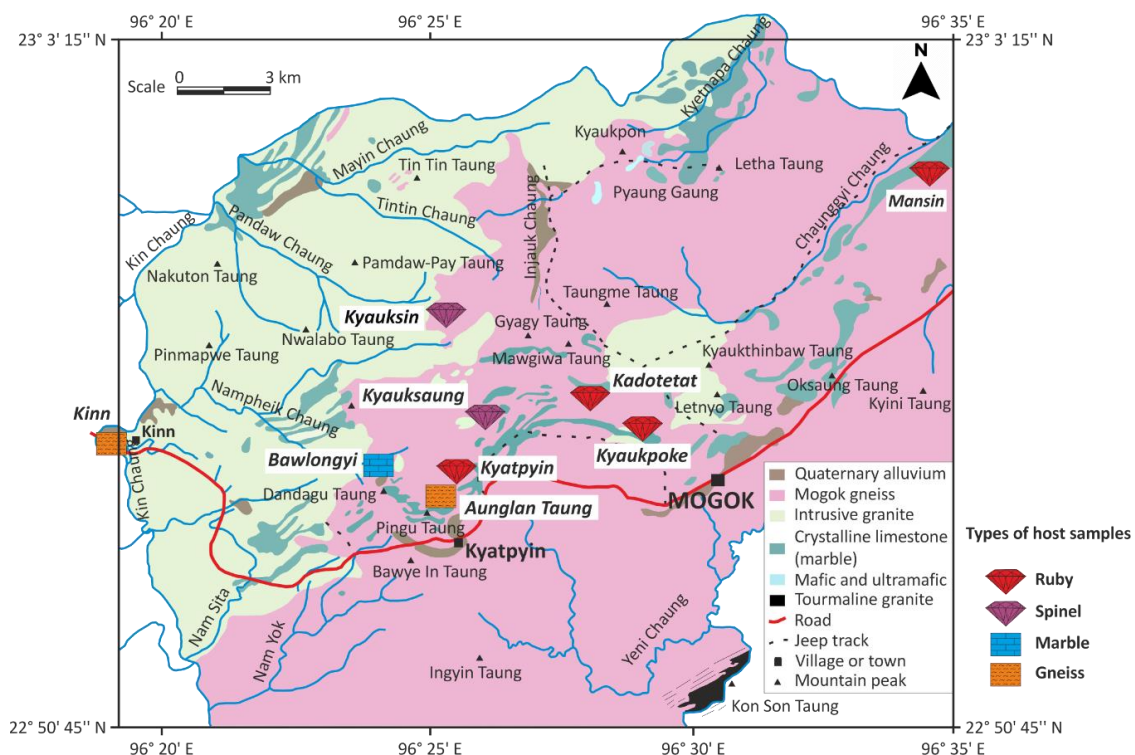 96° 20' E
96° 25' E
96° 35' E
23° 3' 15'' N
23° 3' 15'' N
N
Scale
0
3 km
Kyetnapa Chaung
Kyaukpon
Mayin Chaung
Tin Tin Taung
Letha Taung
Pyaung Gaung
Chaunggyi Chaung
Mansin
Tintin Chaung
Injauk Chaung
Pandaw Chaung
Kin Chaung
Nakuton Taung
Pamdaw-Pay Taung
Taungme Taung
Kyauksin
Gyagy Taung
Nwalabo Taung
Pinmapwe Taung
Mawgiwa Taung
Kyaukthinbaw Taung
Kadotetat
Oksaung Taung
Nampheik Chaung
Kyauksaung
Letnyo Taung
Kyini Taung
Kinn
Kinn
Kyaukpoke
Bawlongyi
Kyatpyin
Kin Chaung
Dandagu Taung
Aunglan Taung
MOGOK
Pingu Taung
Kyatpyin
Bawye In Taung
Nam Sita
Nam Yok
Yeni Chaung
Ingyin Taung
Kon Son Taung
Quaternary alluvium
Mogok gneiss
Intrusive granite
Crystalline limestone
(marble)
Mafic and ultramafic
Tourmaline granite
Road
Jeep track
Village or town
Mountain peak
Types of host samples
Ruby
Spinel
Marble
Gneiss
22° 50' 45'' N
22° 50' 45'' N
96° 20' E
96° 25' E
96° 30' E
96° 35' E